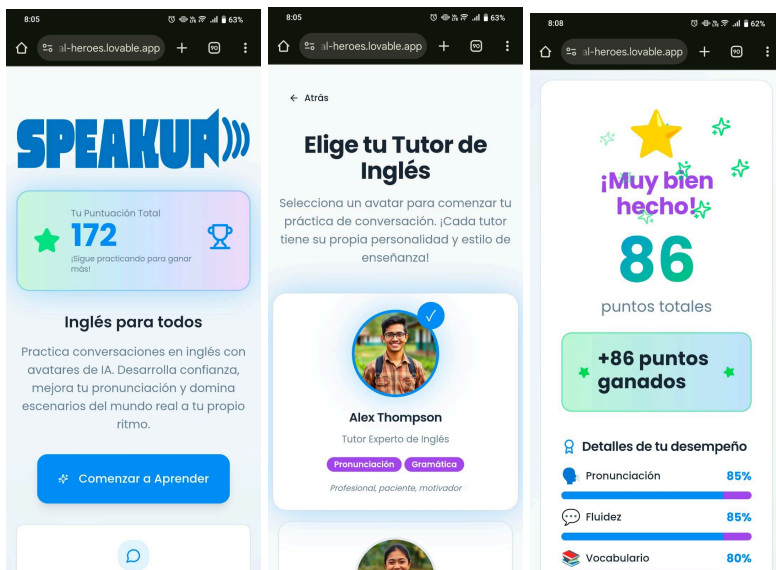 8:05
63%
al-heroes.lovable.app
90
SPEAKUP
Tu Puntuación Total
172
¡Sigue practicando para ganar
más!
Inglés para todos
Practica conversaciones en inglés con
avatares de IA. Desarrolla confianza,
mejora tu pronunciación y domina
escenarios del mundo real a tu propio
ritmo.
Comenzar a Aprender
8:05
63%
al-heroes.lovable.app
90
← Atrás
Elige tu Tutor de
Inglés
Selecciona un avatar para comenzar tu
práctica de conversación. ¡Cada tutor
tiene su propia personalidad y estilo de
enseñanza!
Alex Thompson
Tutor Experto de Inglés
Pronunciación Gramática
Profesional, paciente, motivador
8:08
62%
al-heroes.lovable.app
90
¡Muy bien
hecho!
86
puntos totales
+86 puntos
ganados
Detalles de tu desempeño
Pronunciación 85%
Fluidez 85%
Vocabulario 80%